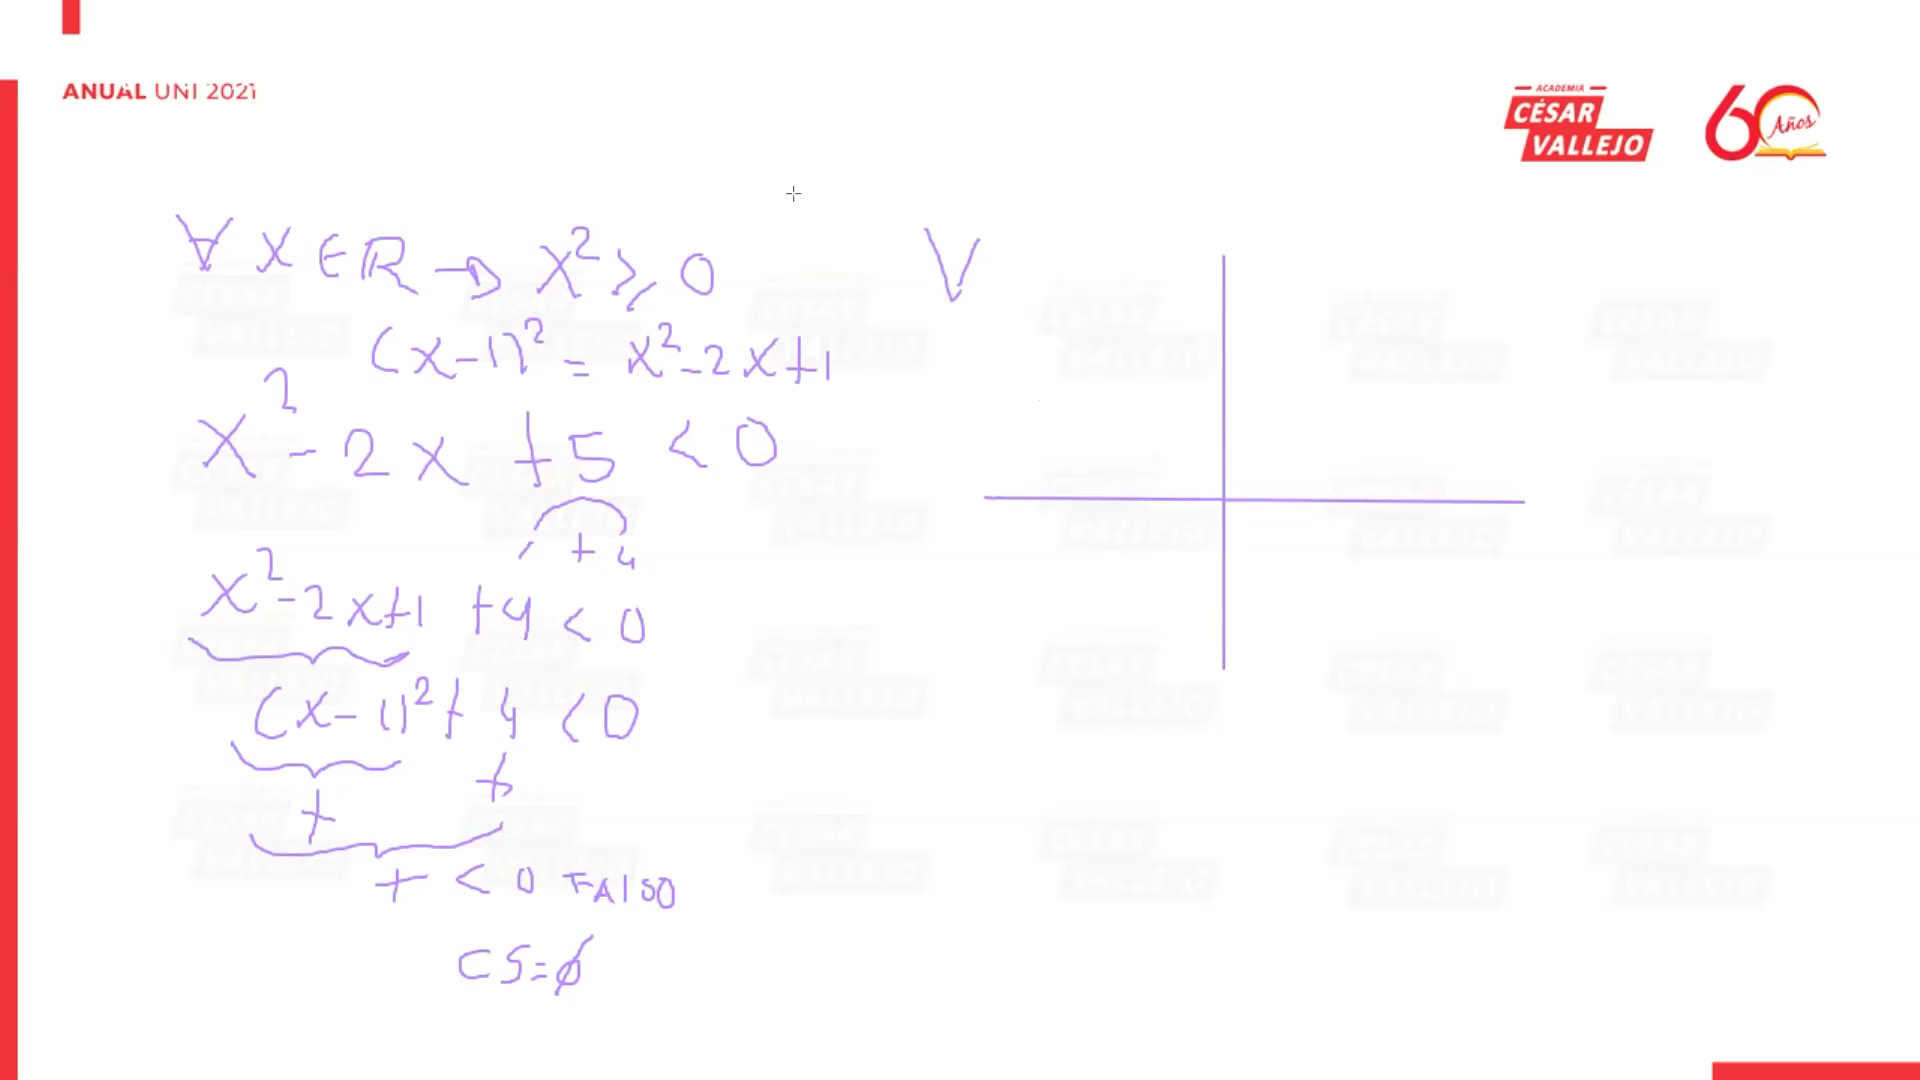 ANUAL UNI 2021
ACADEMIA
CÉSAR
VALLEJO
60 Años
∀ x ∈ R → x² ≥ 0
V
(x-1)² = x²-2x+1
x² - 2x + 5 < 0
+4
x²-2x+1 +4 < 0
(x-1)² + 4 < 0
+ +
+ < 0 FALSO
CS=∅